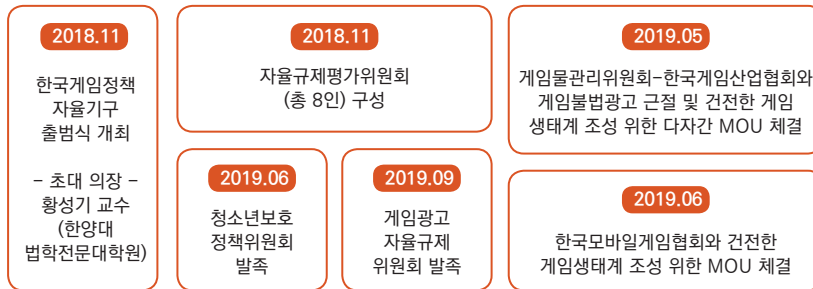 2018.11
한국게임정책
자율기구
출범식 개최
- 초대 의장 -
황성기 교수
(한양대
법학전문대학원)
2018.11
자율규제평가위원회
(총 8인) 구성
2019.05
게임물관리위원회-한국게임산업협회와
게임불법광고 근절 및 건전한 게임
생태계 조성 위한 다자간 MOU 체결
2019.06
청소년보호
정책위원회
발족
2019.09
게임광고
자율규제
위원회 발족
2019.06
한국모바일게임협회와 건전한
게임생태계 조성 위한 MOU 체결